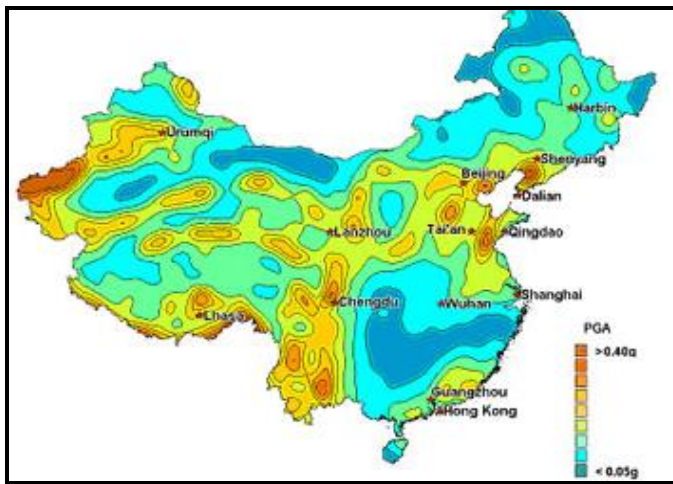 Harbin
Urumqi
Shenyang
Beijing
Dalian
Lanzhou
Tai'an
Qingdao
Chengdu
Wuhan
Shanghai
Lhasa
PGA
>0.40g
Guangzhou
Hong Kong
< 0.05g